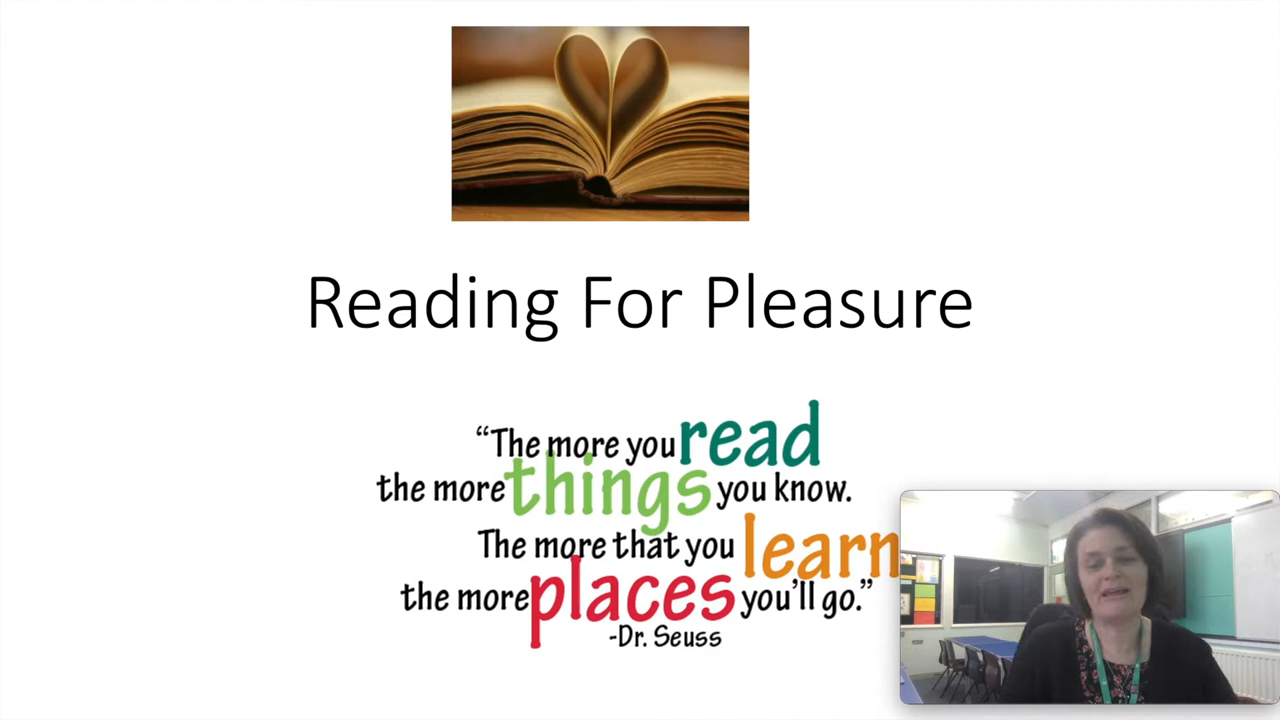 Reading For Pleasure
“The more you read
the more things you know.
The more that you learn
the more places you’ll go.”
-Dr. Seuss